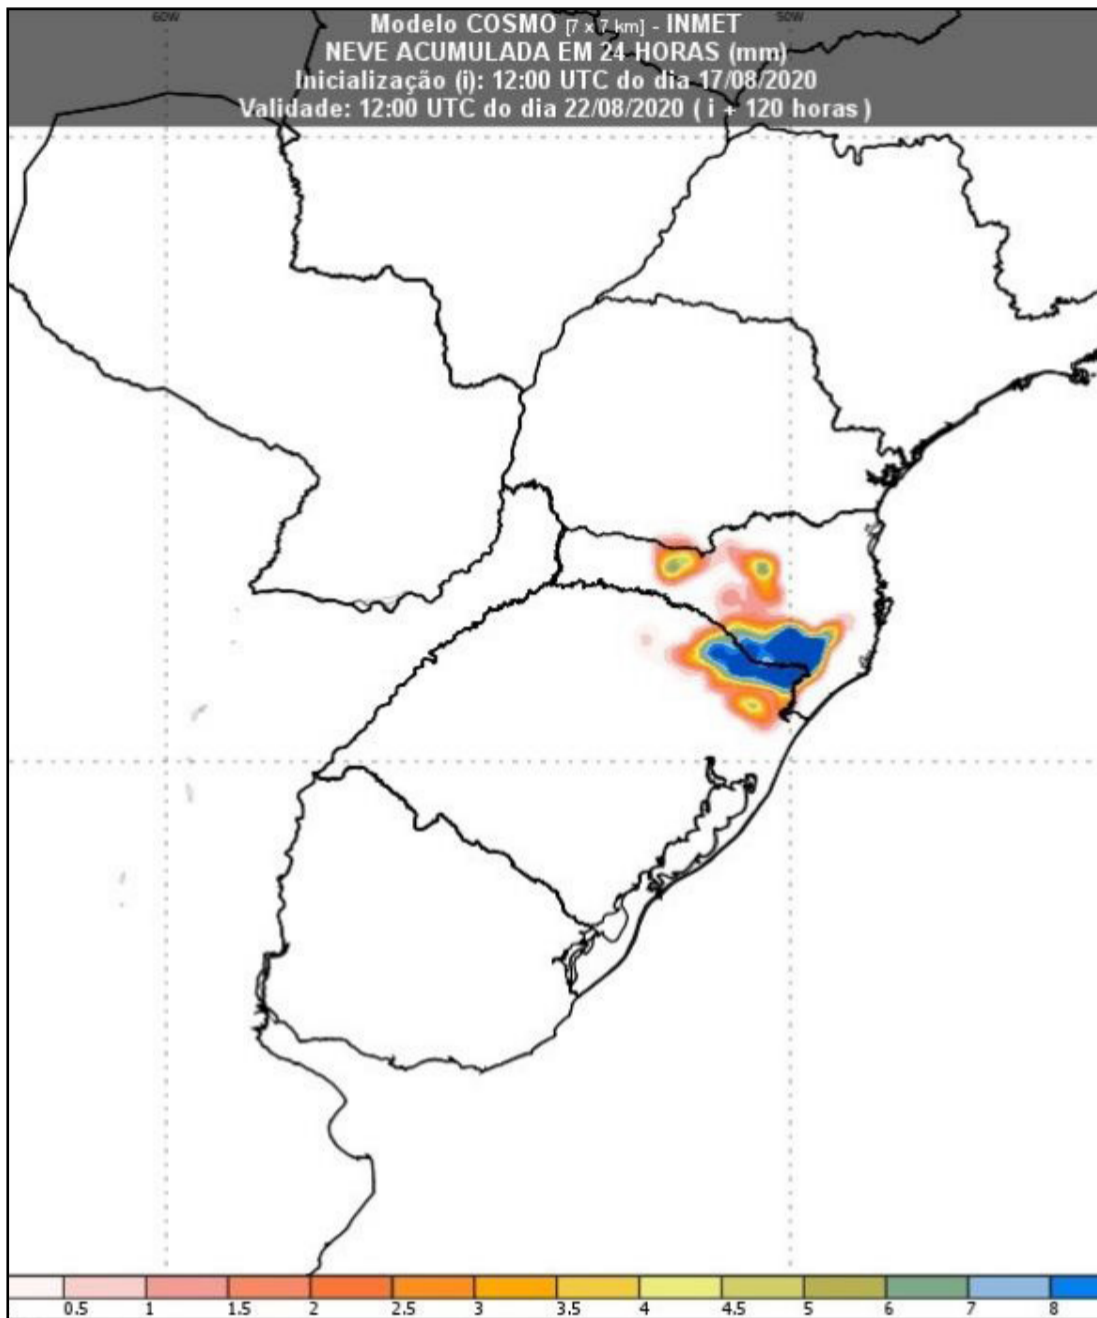 60W 50W
Modelo COSMO [7 x 7 km] - INMET
NEVE ACUMULADA EM 24 HORAS (mm)
Inicialização (i): 12:00 UTC do dia 17/08/2020
Validade: 12:00 UTC do dia 22/08/2020 ( i + 120 horas )
0.5 1 1.5 2 2.5 3 3.5 4 4.5 5 6 7 8